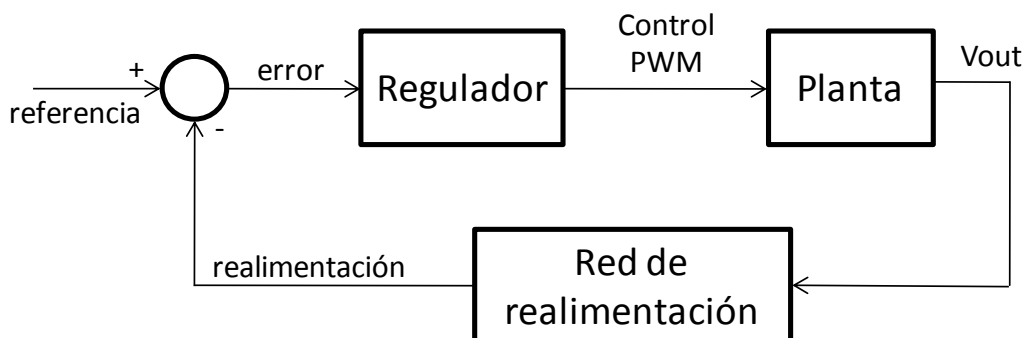 Control
PWM
Vout
+
error
Regulador
Planta
referencia
-
realimentación
Red de
realimentación